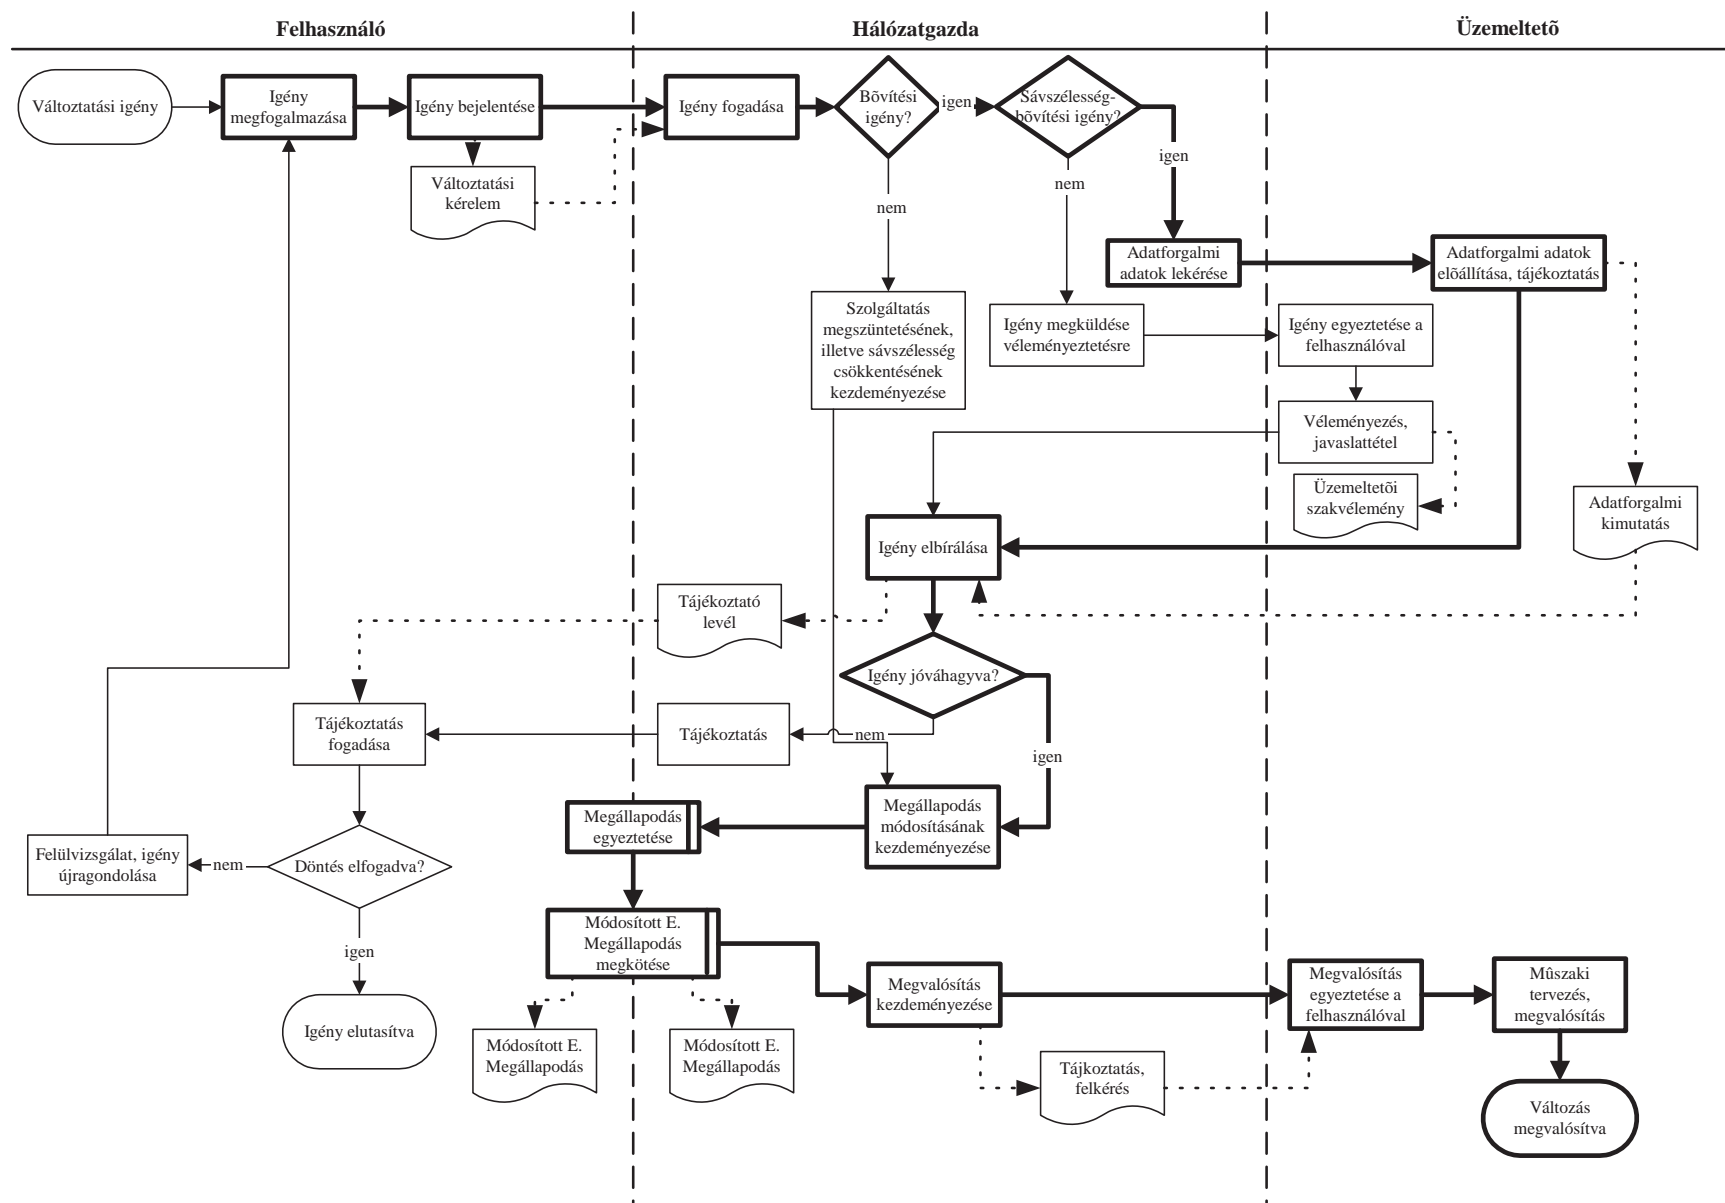 Felhasználó
Hálózatgazda
Üzemeltetõ
Változtatási igény
Igény
megfogalmazása
Igény bejelentése
Igény fogadása
Bõvítési
igény?
igen
Sávszélesség-
bõvítési igény?
igen
nem
nem
Változtatási
kérelem
Adatforgalmi
adatok lekérése
Adatforgalmi adatok
elõállítása, tájékoztatás
Szolgáltatás
megszüntetésének,
illetve sávszélesség
csökkentésének
kezdeményezése
Igény megküldése
véleményeztetésre
Igény egyeztetése a
felhasználóval
Véleményezés,
javaslattétel
Üzemeltetõi
szakvélemény
Adatforgalmi
kimutatás
Igény elbírálása
Tájékoztató
levél
Igény jóváhagyva?
Tájékoztatás
fogadása
Tájékoztatás
nem
igen
Megállapodás
egyeztetése
Megállapodás
módosításának
kezdeményezése
Felülvizsgálat, igény
újragondolása
nem
Döntés elfogadva?
igen
Módosított E.
Megállapodás
megkötése
Igény elutasítva
Módosított E.
Megállapodás
Módosított E.
Megállapodás
Megvalósítás
kezdeményezése
Megvalósítás
egyeztetése a
felhasználóval
Mûszaki
tervezés,
megvalósítás
Tájkoztatás,
felkérés
Változás
megvalósítva